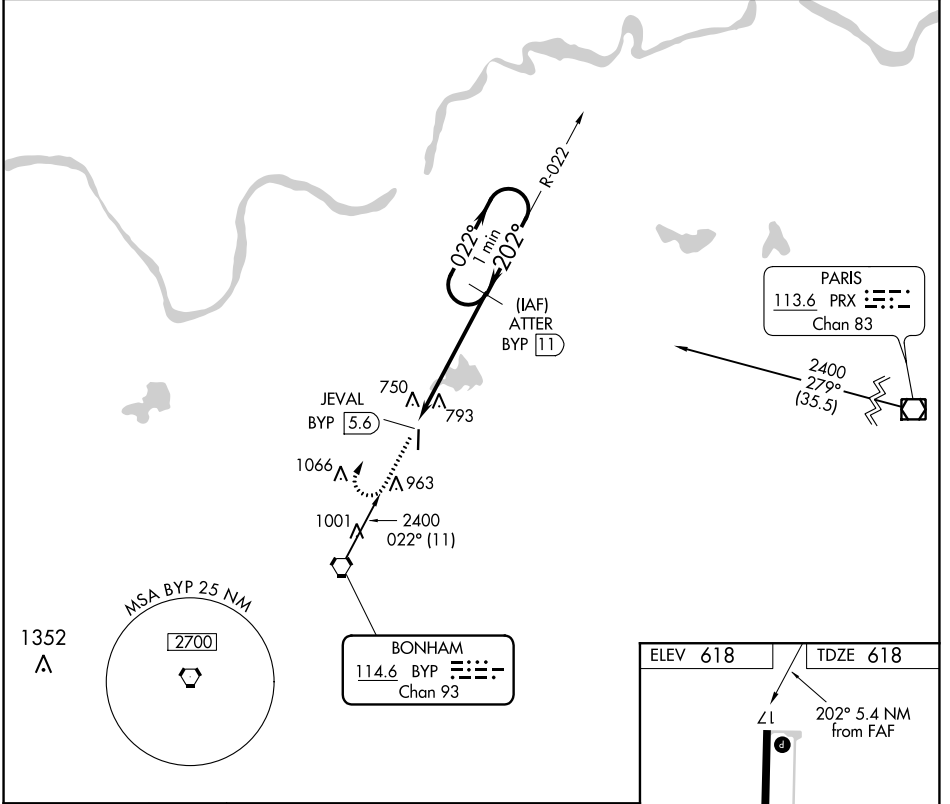 R-022
022°
1 min
202°
(IAF)
ATTER
BYP 11
PARIS
113.6 PRX
Chan 83
2400
279°
(35.5)
JEVAL
BYP 5.6
750
793
1066
963
1001
2400
022° (11)
MSA BYP 25 NM
2700
1352
BONHAM
114.6 BYP
Chan 93
ELEV 618
TDZE 618
202° 5.4 NM
from FAF
17
P